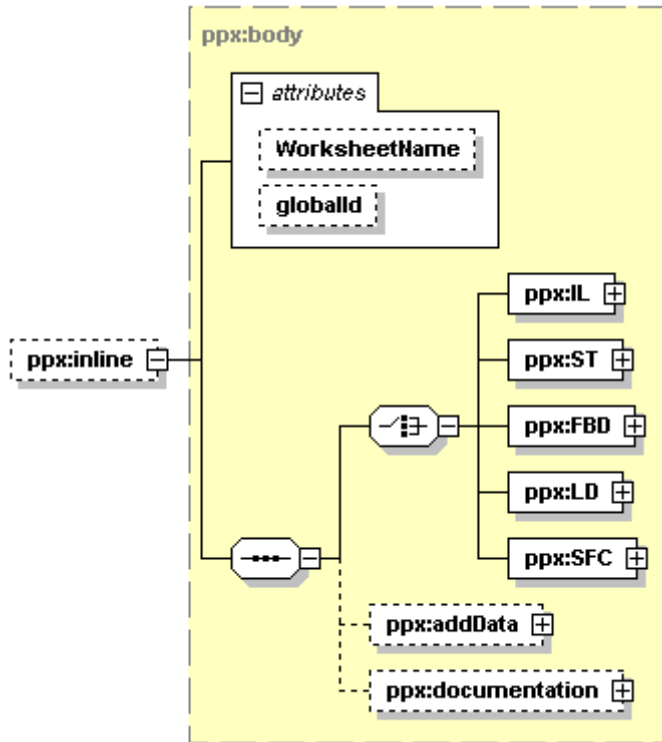 ppx:body
attributes
WorksheetName
globalId
ppx:IL
ppx:inline
ppx:ST
ppx:FBD
ppx:LD
ppx:SFC
ppx:addData
ppx:documentation